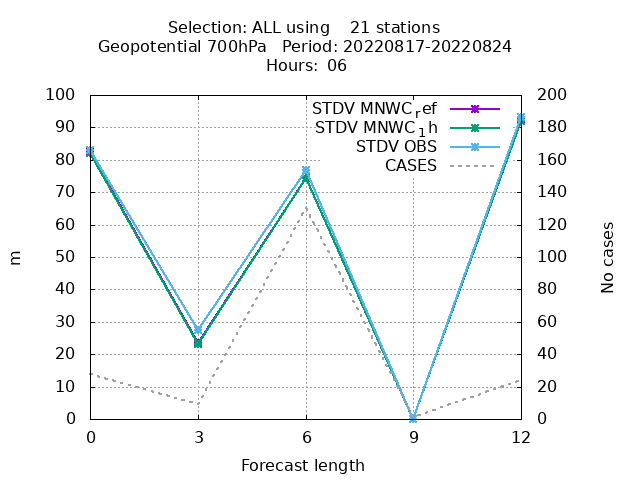 Selection: ALL using    21 stations
Geopotential 700hPa   Period: 20220817-20220824
Hours:  06
100
90
80
70
60
50
40
30
20
10
0
m
200
180
160
140
120
100
80
60
40
20
0
No cases
STDV MNWC_ref
STDV MNWC_1h
STDV OBS
CASES
0 3 6 9 12
Forecast length